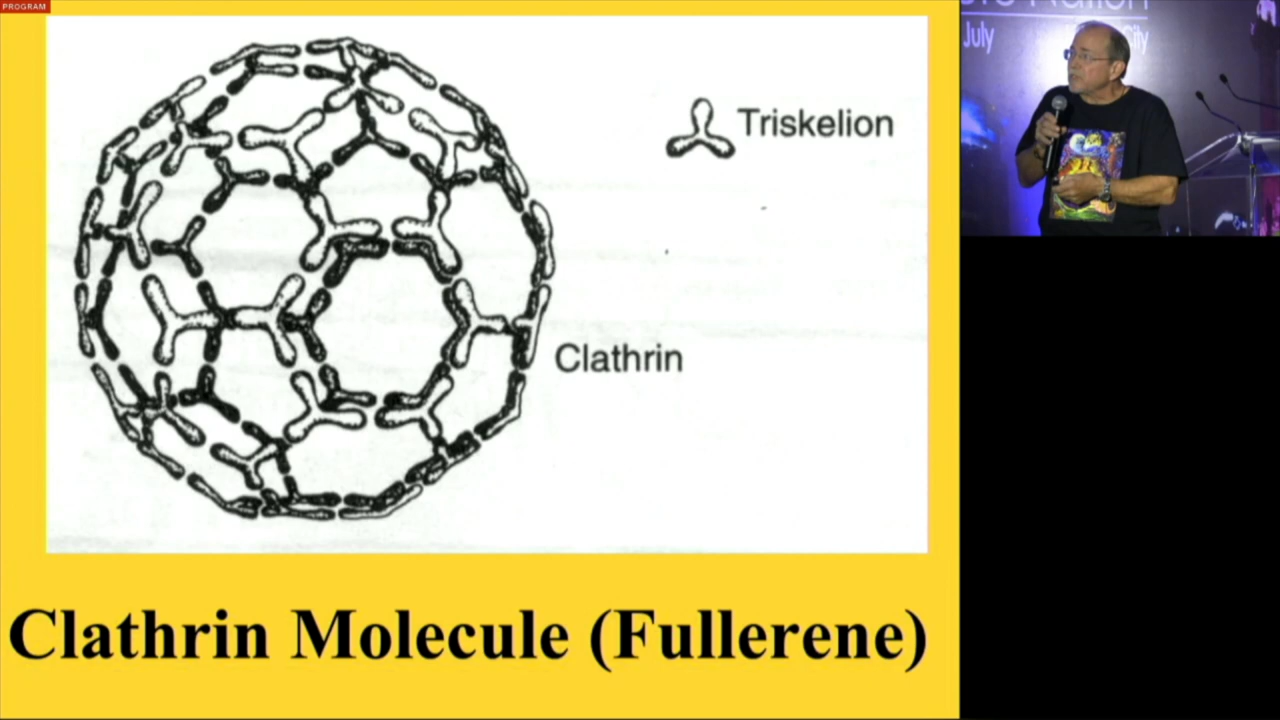 PROGRAM
Triskelion
Clathrin
Clathrin Molecule (Fullerene)
July